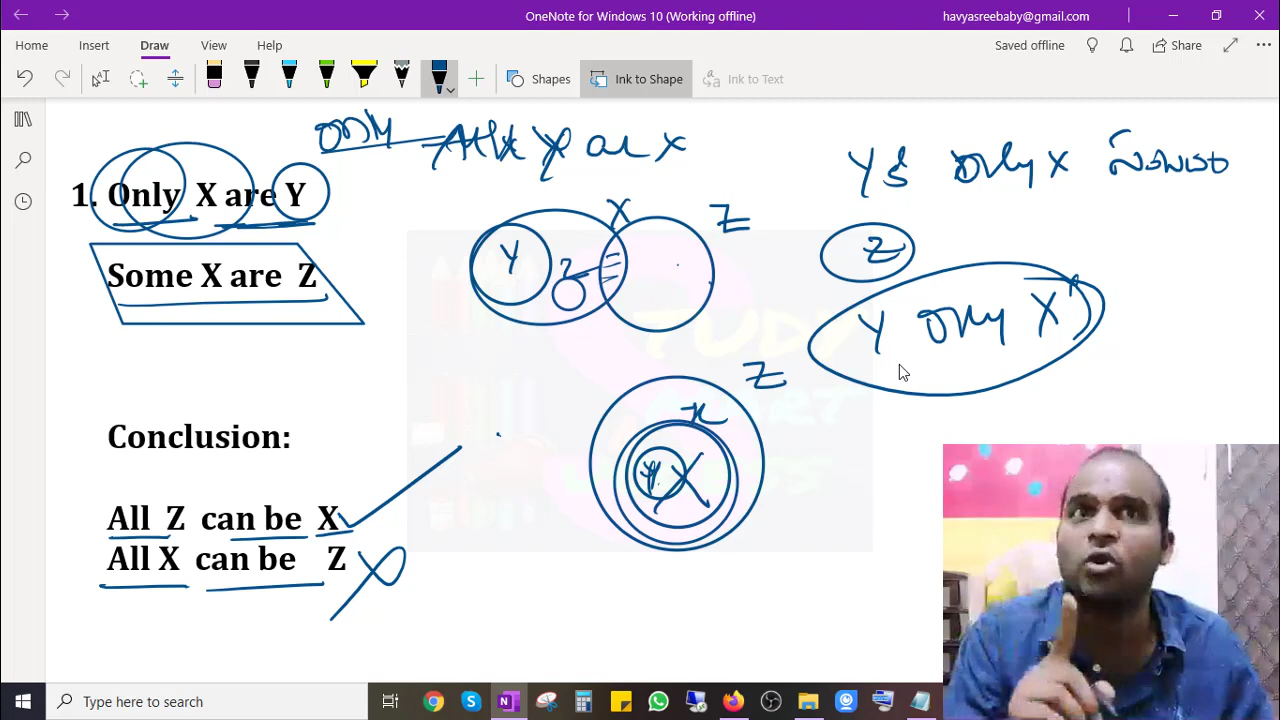 OneNote for Windows 10 (Working offline)
havyasreebaby@gmail.com
Home Insert Draw View Help
Saved offline
Share
Shapes
Ink to Shape
Ink to Text
only All Y are X
1. Only X are Y
Some X are Z
Y only X
X Z
Y
Z
Y only X
Z
x
y X
Conclusion:
All Z can be X
All X can be Z
Type here to search